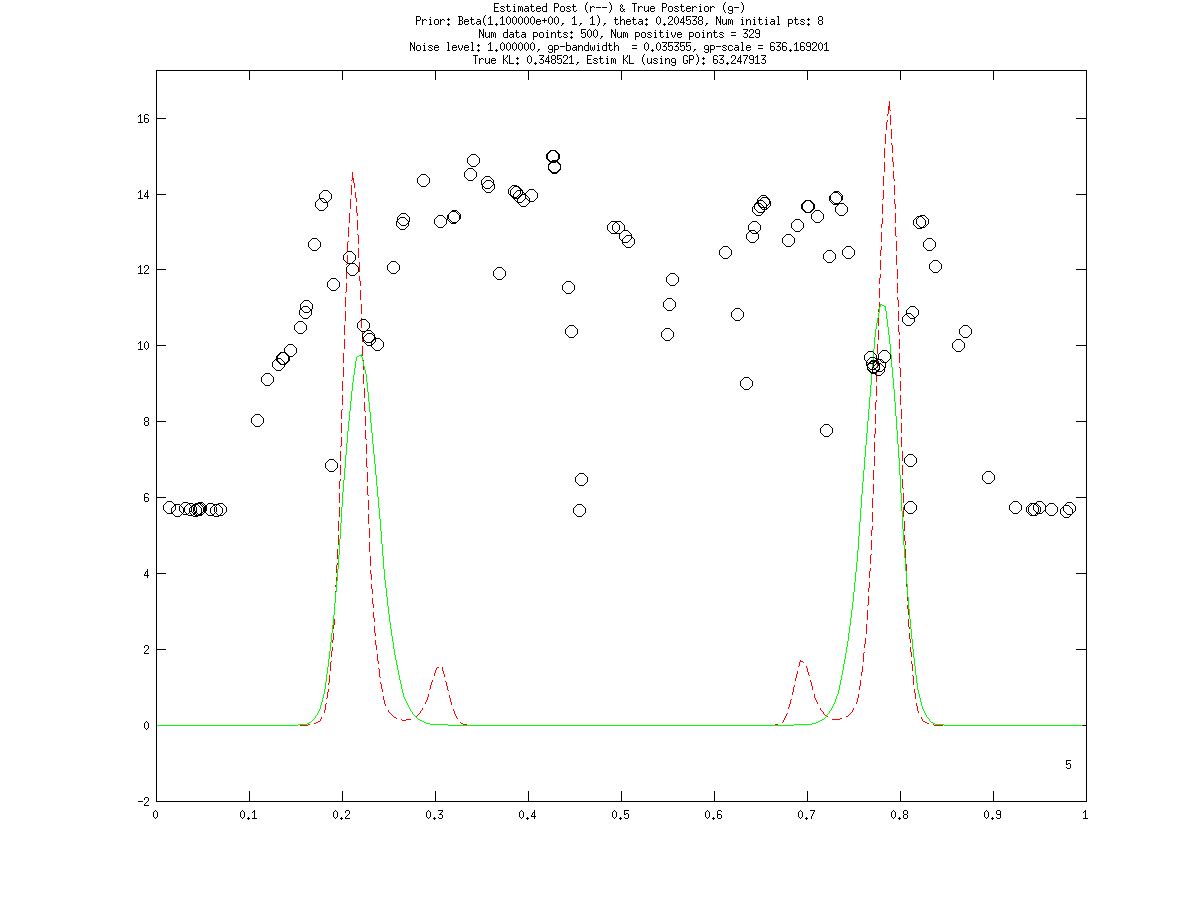 Estimated Post (r--) & True Posterior (g-)
Prior: Beta(1.100000e+00, 1, 1), theta: 0.204538, Num initial pts: 8
Num data points: 500, Num positive points = 329
Noise level: 1.000000, gp-bandwidth  = 0.035355, gp-scale = 636.169201
True KL: 0.348521, Estim KL (using GP): 63.247913
16
14
12
10
8
6
4
2
0
5
-2
0 0.1 0.2 0.3 0.4 0.5 0.6 0.7 0.8 0.9 1